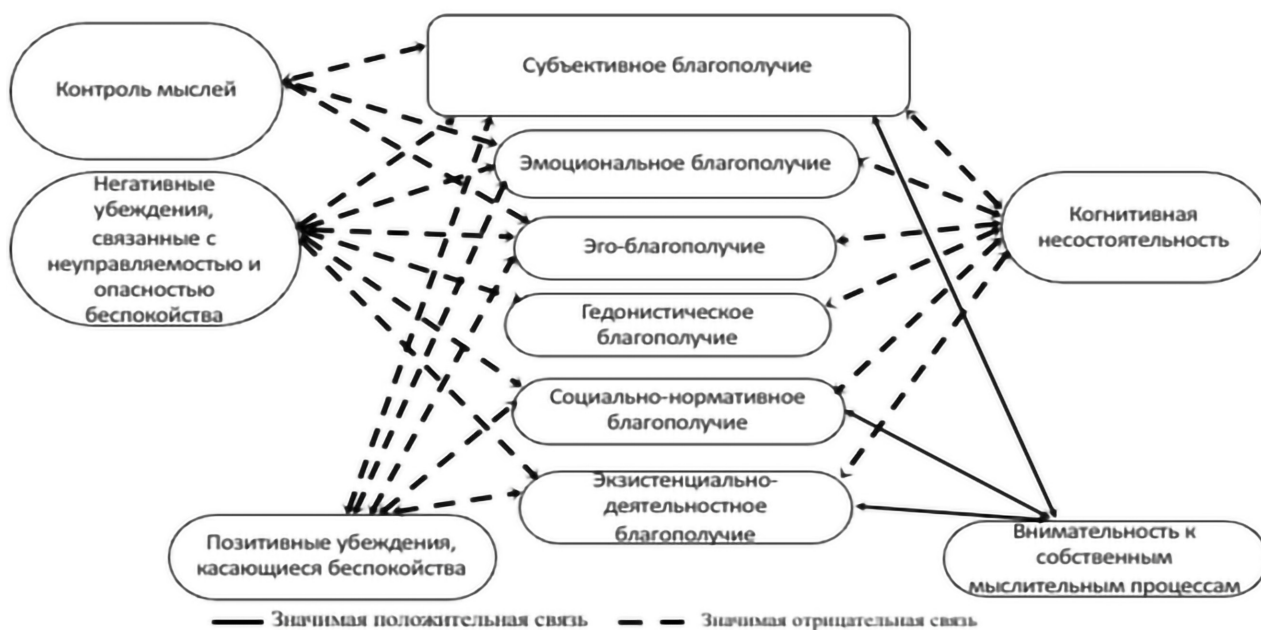 Контроль мыслей
Субъективное благополучие
Эмоциональное благополучие
Негативные
убеждения,
связанные с
неуправляемостью и
опасностью
беспокойства
Когнитивная
несостоятельность
Эго-благополучие
Гедонистическое
благополучие
Социально-нормативное
благополучие
Экзистенциально-
деятельностное
благополучие
Позитивные убеждения,
касающиеся беспокойства
Внимательность к
собственным
мыслительным процессам
Значимая положительная связь
Значимая отрицательная связь